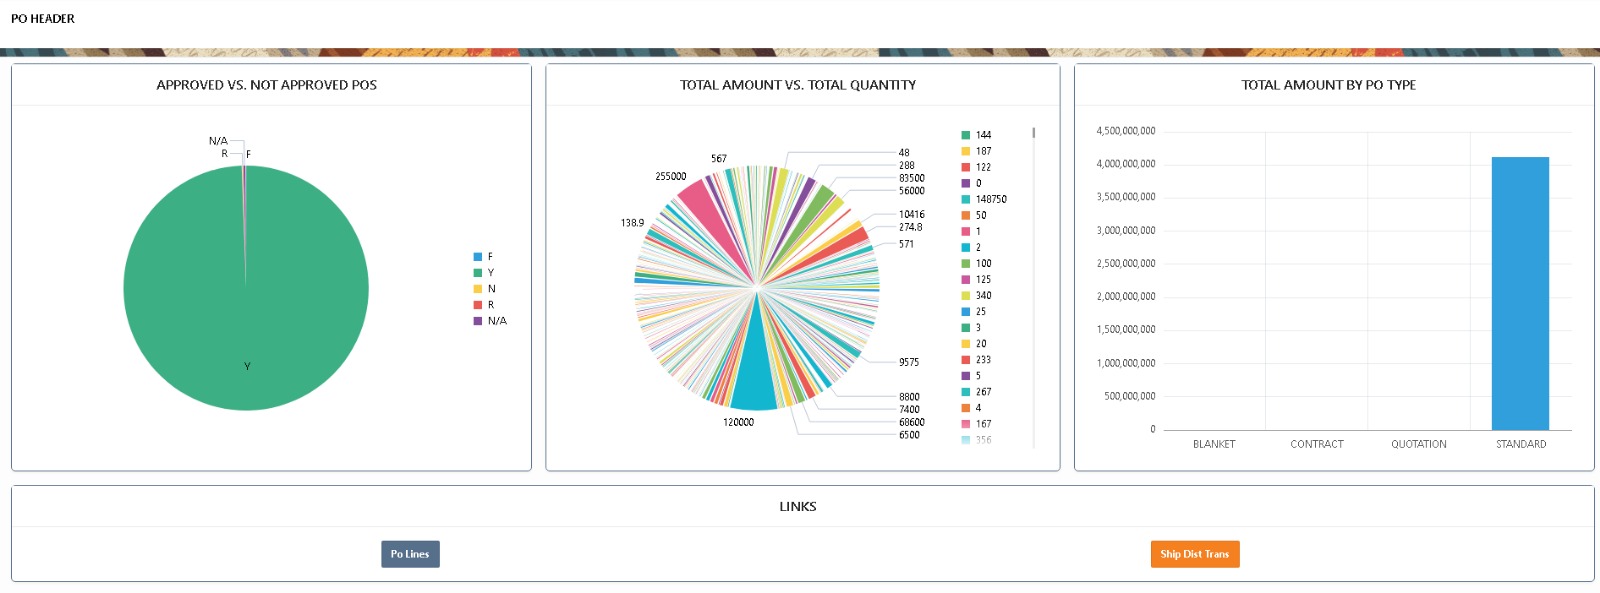 PO HEADER
APPROVED VS. NOT APPROVED POS
N/A
R
F
Y
F
Y
N
R
N/A
TOTAL AMOUNT VS. TOTAL QUANTITY
567
255000
138.9
120000
48
288
83500
56000
10416
274.8
571
9575
8800
7400
68600
6500
144
187
122
0
148750
50
1
2
100
125
340
25
3
20
233
5
267
4
167
356
TOTAL AMOUNT BY PO TYPE
4,500,000,000
4,000,000,000
3,500,000,000
3,000,000,000
2,500,000,000
2,000,000,000
1,500,000,000
1,000,000,000
500,000,000
0
BLANKET CONTRACT QUOTATION STANDARD
LINKS
Po Lines
Ship Dist Trans